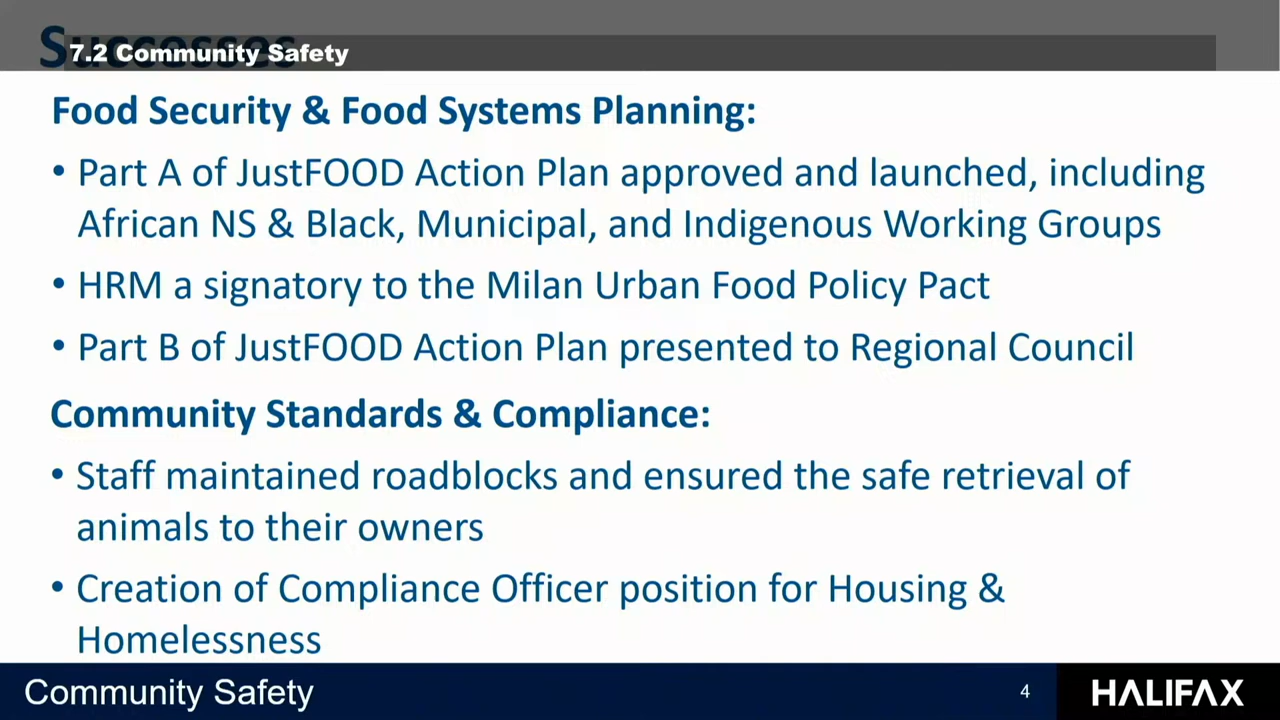 Successes
7.2 Community Safety
Food Security & Food Systems Planning:
• Part A of JustFOOD Action Plan approved and launched, including
African NS & Black, Municipal, and Indigenous Working Groups
• HRM a signatory to the Milan Urban Food Policy Pact
• Part B of JustFOOD Action Plan presented to Regional Council
Community Standards & Compliance:
• Staff maintained roadblocks and ensured the safe retrieval of
animals to their owners
• Creation of Compliance Officer position for Housing &
Homelessness
Community Safety
4
HALIFAX